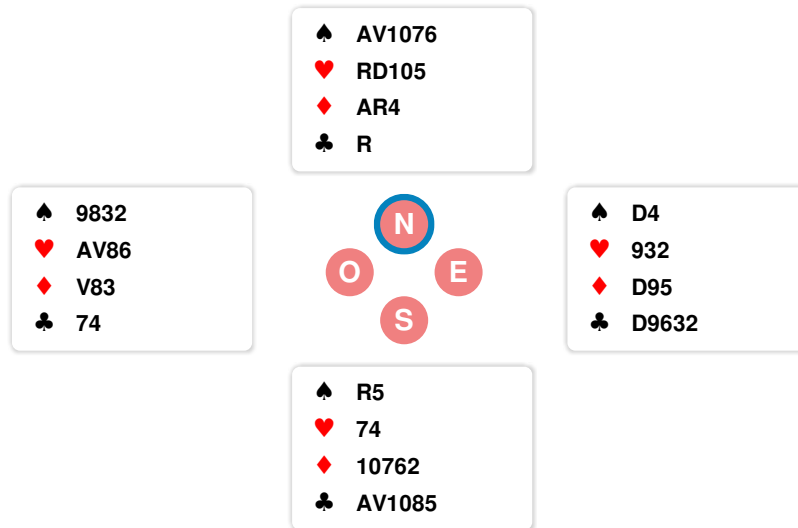 ♠ AV1076
♥ RD105
♦ AR4
♣ R
♠ 9832
♥ AV86
♦ V83
♣ 74
N
O
E
S
♠ D4
♥ 932
♦ D95
♣ D9632
♠ R5
♥ 74
♦ 10762
♣ AV1085